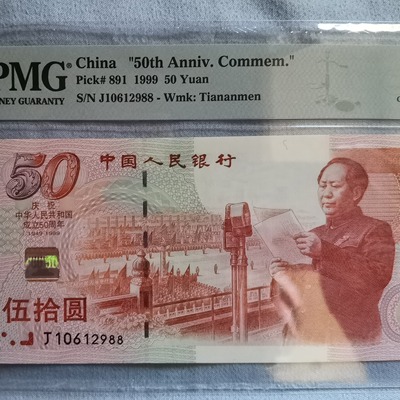 PMG
NEY GUARANTY
China "50th Anniv. Commem."
Pick# 891 1999 50 Yuan
S/N J10612988 - Wmk: Tiananmen
50
中国人民银行
庆祝
中华人民共和国
成立50周年
1949-1999
50
伍拾圆
J10612988